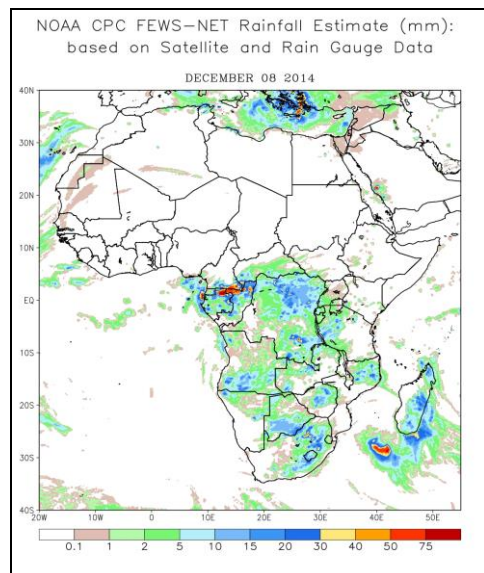 NOAA CPC FEWS-NET Rainfall Estimate (mm):
based on Satellite and Rain Gauge Data
DECEMBER 08 2014
40N
30N
20N
10N
EQ
10S
20S
30S
40S
20W 10W 0 10E 20E 30E 40E 50E
0.1 1 2 5 10 15 20 30 40 50 75